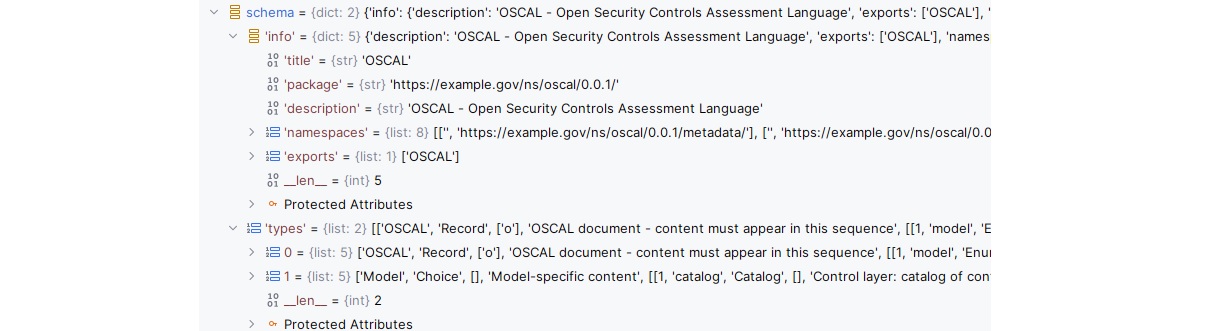 schema = {dict: 2} {'info': {'description': 'OSCAL - Open Security Controls Assessment Language', 'exports': ['OSCAL'], '
'info' = {dict: 5} {'description': 'OSCAL - Open Security Controls Assessment Language', 'exports': ['OSCAL'], 'names
'title' = {str} 'OSCAL'
'package' = {str} 'https://example.gov/ns/oscal/0.0.1/'
'description' = {str} 'OSCAL - Open Security Controls Assessment Language'
'namespaces' = {list: 8} [['', 'https://example.gov/ns/oscal/0.0.1/metadata/'], ['', 'https://example.gov/ns/oscal/0.0
'exports' = {list: 1} ['OSCAL']
__len__ = {int} 5
Protected Attributes
'types' = {list: 2} [['OSCAL', 'Record', ['o'], 'OSCAL document - content must appear in this sequence', [[1, 'model', 'E
0 = {list: 5} ['OSCAL', 'Record', ['o'], 'OSCAL document - content must appear in this sequence', [[1, 'model', 'Enu
1 = {list: 5} ['Model', 'Choice', [], 'Model-specific content', [[1, 'catalog', 'Catalog', [], 'Control layer: catalog of con
__len__ = {int} 2
Protected Attributes